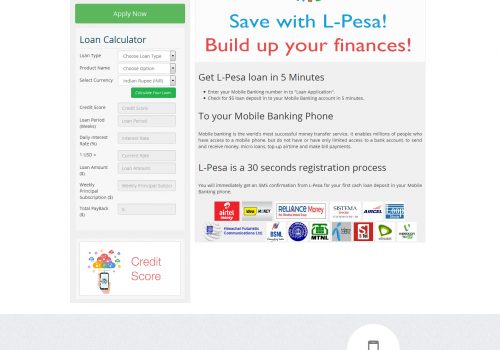 Apply Now
Loan Calculator
Loan Type
Choose Loan Type
Product Name
Choose Option
Select Currency
Indian Rupee (INR)
Calculate Your Loan
Credit Score
Credit Score
Loan Period (Weeks)
Loan Period
Daily Interest Rate (%)
Interest Rate
1 USD =
Current Rate
Loan Amount ($)
Loan Amount
Weekly Principal Subscription ($)
Weekly Principal Subscr
Total PayBack ($)
Credit
Score
Save with L-Pesa!
Build up your finances!
Get L-Pesa loan in 5 Minutes
Enter your Mobile Banking number in to "Loan Application".
Check for $6 loan deposit in to your Mobile Banking account in 5 minutes.
To your Mobile Banking Phone
Mobile banking is the world's most successful money transfer service. It enables millions of people who have access to a mobile phone, but do not have or have only limited access to a bank account, to send and receive money, micro loans, top-up airtime and make bill payments.
L-Pesa is a 30 seconds registration process
You will immediately get an SMS confirmation from L-Pesa for your first cash loan deposit in your Mobile Banking phone.
airtel
money
idea MONEY
RELIANCE Money
SISTEMA
AIRCEL
Himachal Futuristic
Communications Ltd.
BSNL
MTNL
etisalat